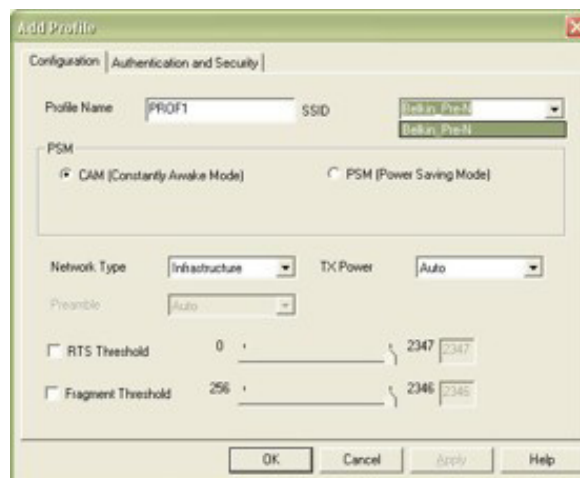 Add Profile
Configuration Authentication and Security
Profile Name PROF1 SSID Belkin_Pre-N
Belkin_Pre-N
PSM
CAM (Constantly Awake Mode) PSM (Power Saving Mode)
Network Type Infrastructure TX Power Auto
Preamble Auto
RTS Threshold 0 2347 2347
Fragment Threshold 256 2346 2346
OK Cancel Apply Help